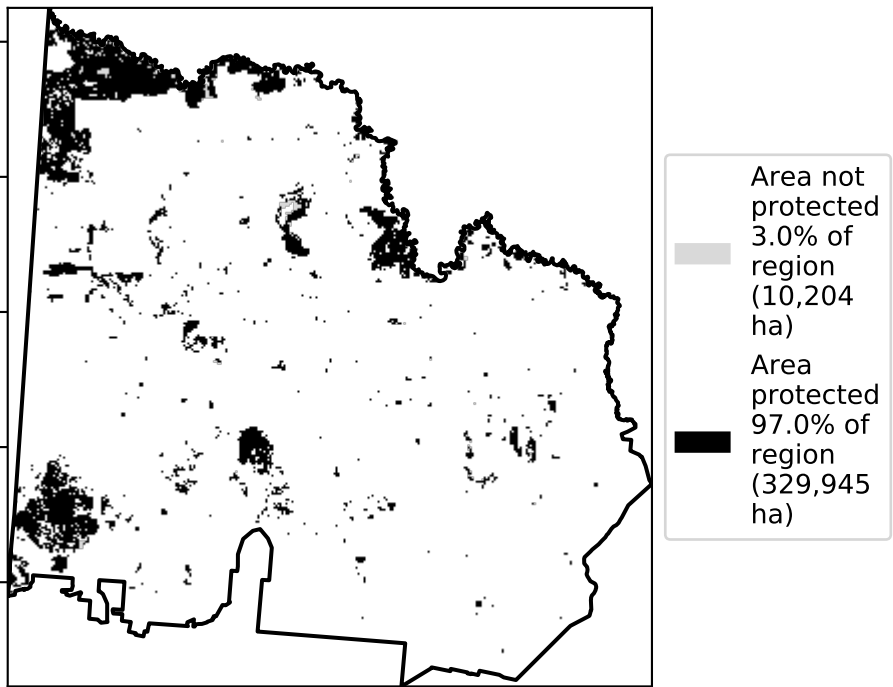 Area not
protected
3.0% of
region
(10,204
ha)
Area
protected
97.0% of
region
(329,945
ha)